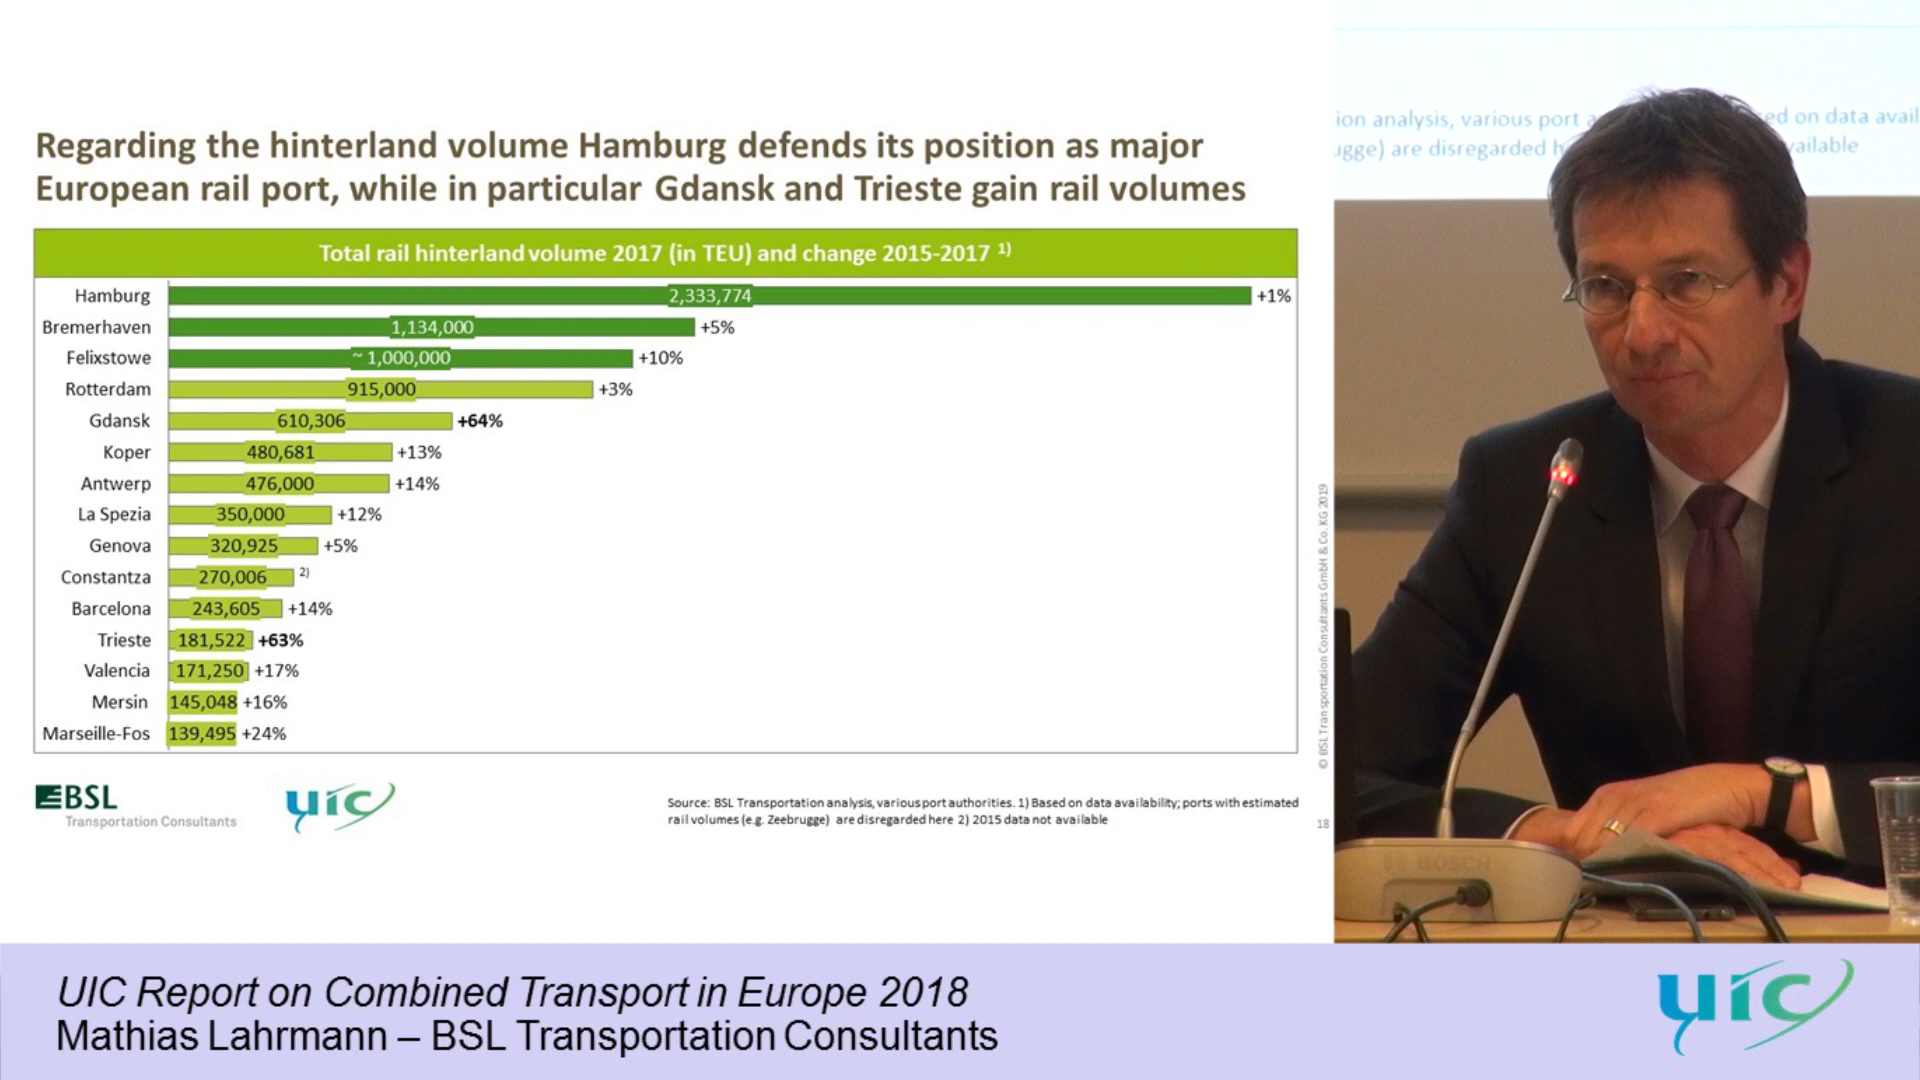 Regarding the hinterland volume Hamburg defends its position as major
European rail port, while in particular Gdansk and Trieste gain rail volumes
Total rail hinterland volume 2017 (in TEU) and change 2015-2017 1)
Hamburg 2,333,774 +1%
Bremerhaven 1,134,000 +5%
Felixstowe ~ 1,000,000 +10%
Rotterdam 915,000 +3%
Gdansk 610,306 +64%
Koper 480,681 +13%
Antwerp 476,000 +14%
La Spezia 350,000 +12%
Genova 320,925 +5%
Constantza 270,006 2)
Barcelona 243,605 +14%
Trieste 181,522 +63%
Valencia 171,250 +17%
Mersin 145,048 +16%
Marseille-Fos 139,495 +24%
BSL
Transportation Consultants
uic
Source: BSL Transportation analysis, various port authorities. 1) Based on data availability; ports with estimated
rail volumes (e.g. Zeebrugge) are disregarded here 2) 2015 data not available
18
© BSL Transportation Consultants GmbH & Co. KG 2019
ion analysis, various port ed on data avail
are disregarded
BOSCH
UIC Report on Combined Transport in Europe 2018
Mathias Lahrmann – BSL Transportation Consultants
uic